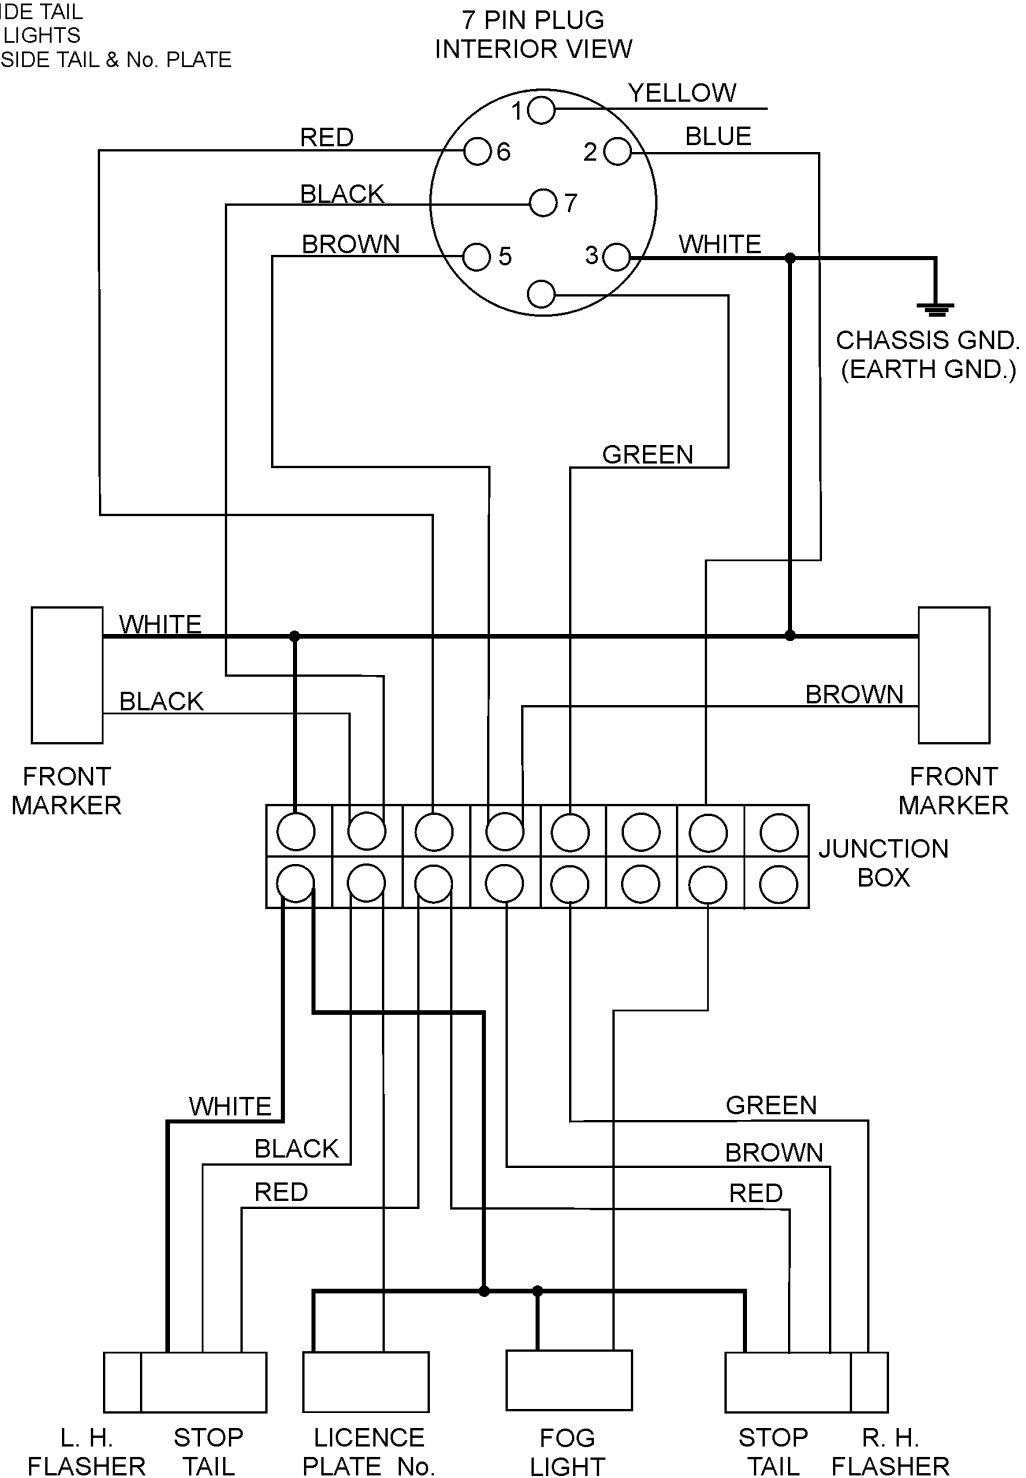 IDE TAIL
LIGHTS
SIDE TAIL & No. PLATE
7 PIN PLUG
INTERIOR VIEW
YELLOW
1
RED
6
2
BLUE
BLACK
7
BROWN
5
3
WHITE
CHASSIS GND.
(EARTH GND.)
GREEN
WHITE
BLACK
BROWN
FRONT
MARKER
FRONT
MARKER
JUNCTION
BOX
WHITE
GREEN
BLACK
BROWN
RED
RED
L. H.
FLASHER
STOP
TAIL
LICENCE
PLATE No.
FOG
LIGHT
STOP
TAIL
R. H.
FLASHER